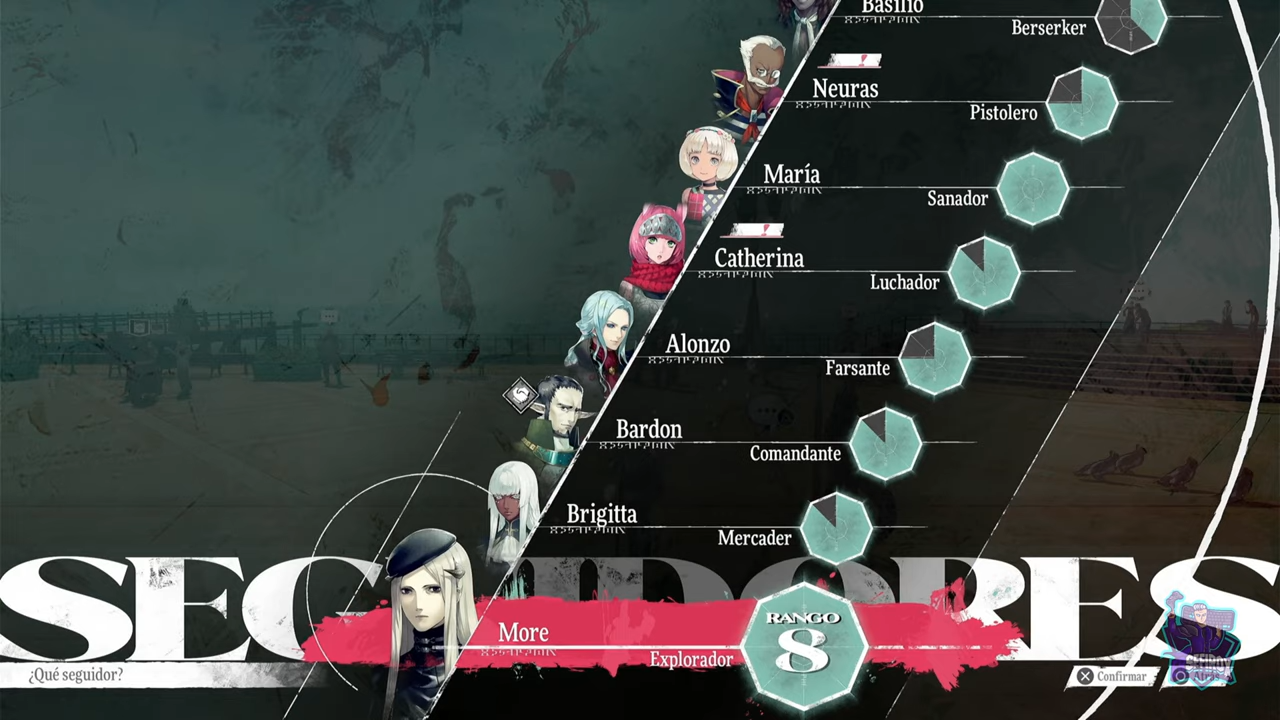 Basilio
Berserker
Neuras
Pistolero
María
Sanador
Catherina
Luchador
Alonzo
Farsante
Bardon
Comandante
Brigitta
Mercader
SEGUIDORES
RANGO
8
More
Explorador
¿Qué seguidor?
Confirmar
Atrás